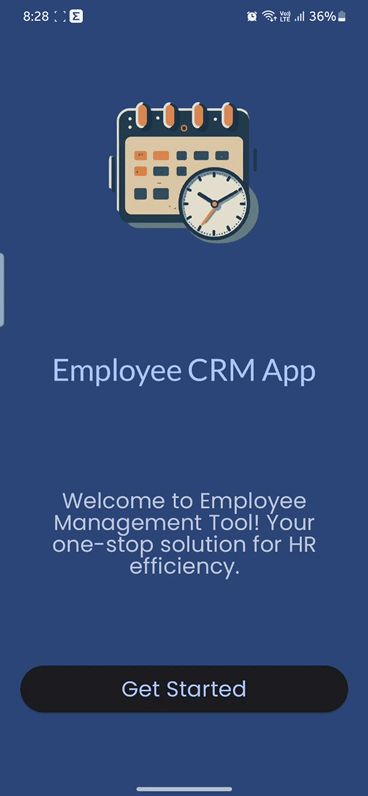 8:28 Σ Vo)) LTE 36%
Employee CRM App
Welcome to Employee
Management Tool! Your
one-stop solution for HR
efficiency.
Get Started